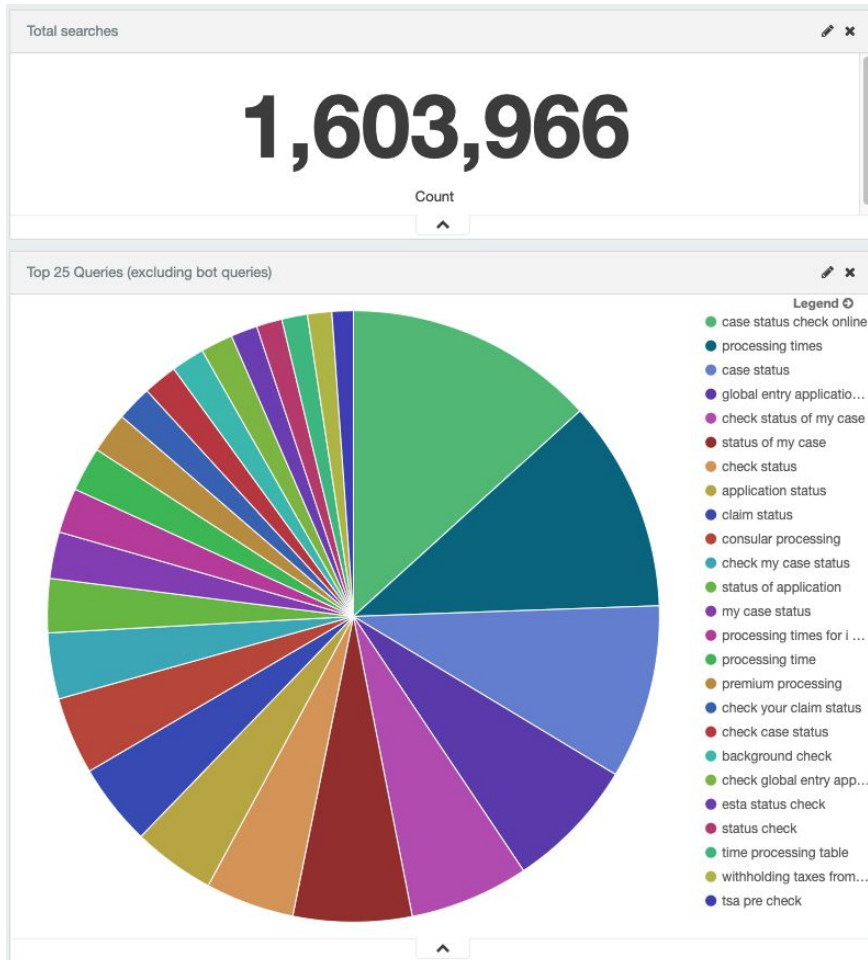 Total searches
1,603,966
Count
Top 25 Queries (excluding bot queries)
Legend
case status check online
processing times
case status
global entry applicatio...
check status of my case
status of my case
check status
application status
claim status
consular processing
check my case status
status of application
my case status
processing times for i ...
processing time
premium processing
check your claim status
check case status
background check
check global entry app...
esta status check
status check
time processing table
withholding taxes from...
tsa pre check